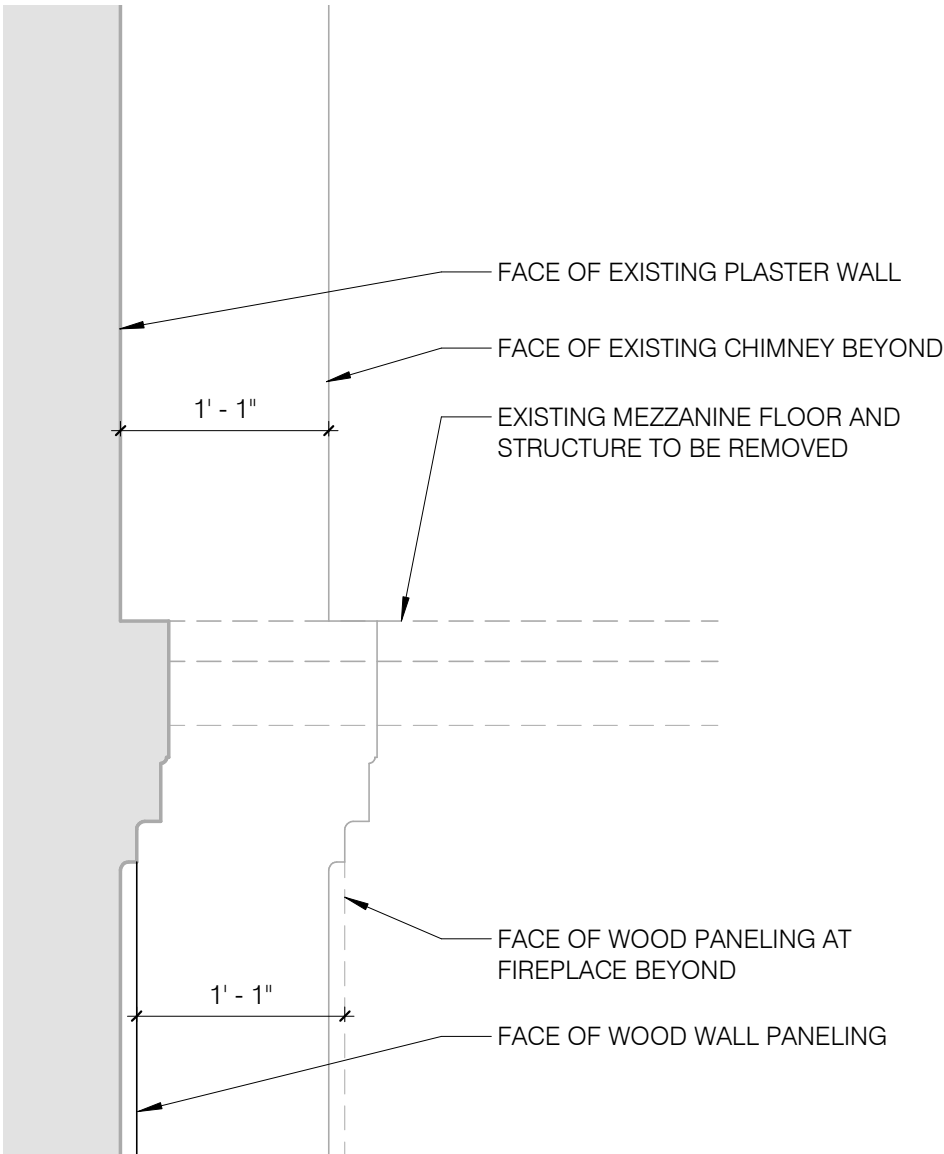 FACE OF EXISTING PLASTER WALL
FACE OF EXISTING CHIMNEY BEYOND
1' - 1"
EXISTING MEZZANINE FLOOR AND
STRUCTURE TO BE REMOVED
FACE OF WOOD PANELING AT
FIREPLACE BEYOND
1' - 1"
FACE OF WOOD WALL PANELING